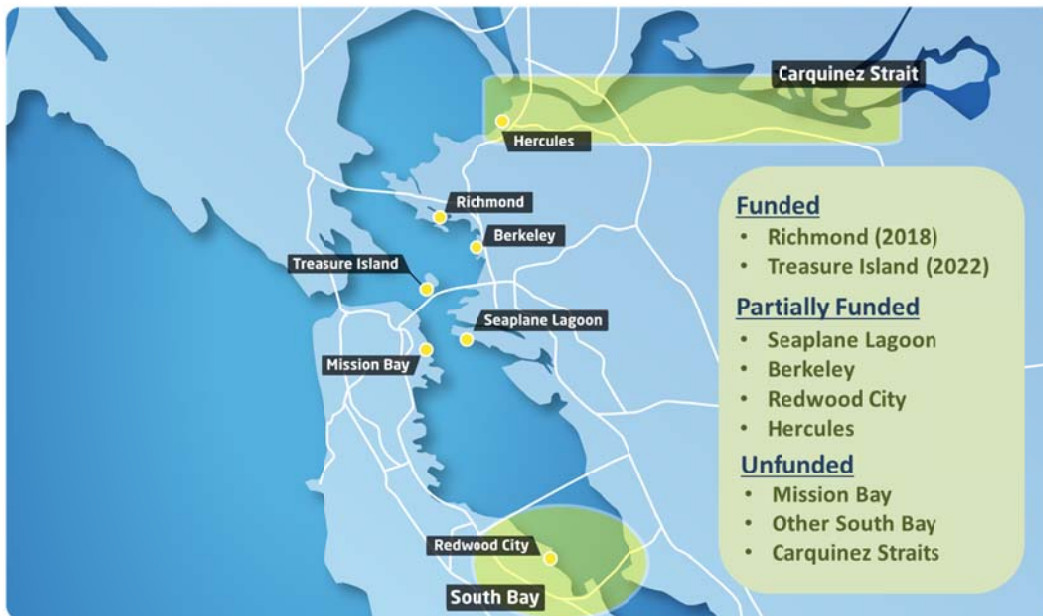 Carquinez Strait
Hercules
Richmond
Berkeley
Treasure Island
Seaplane Lagoon
Mission Bay
Redwood City
South Bay
Funded
• Richmond (2018)
• Treasure Island (2022)
Partially Funded
• Seaplane Lagoon
• Berkeley
• Redwood City
• Hercules
Unfunded
• Mission Bay
• Other South Bay
• Carquinez Straits